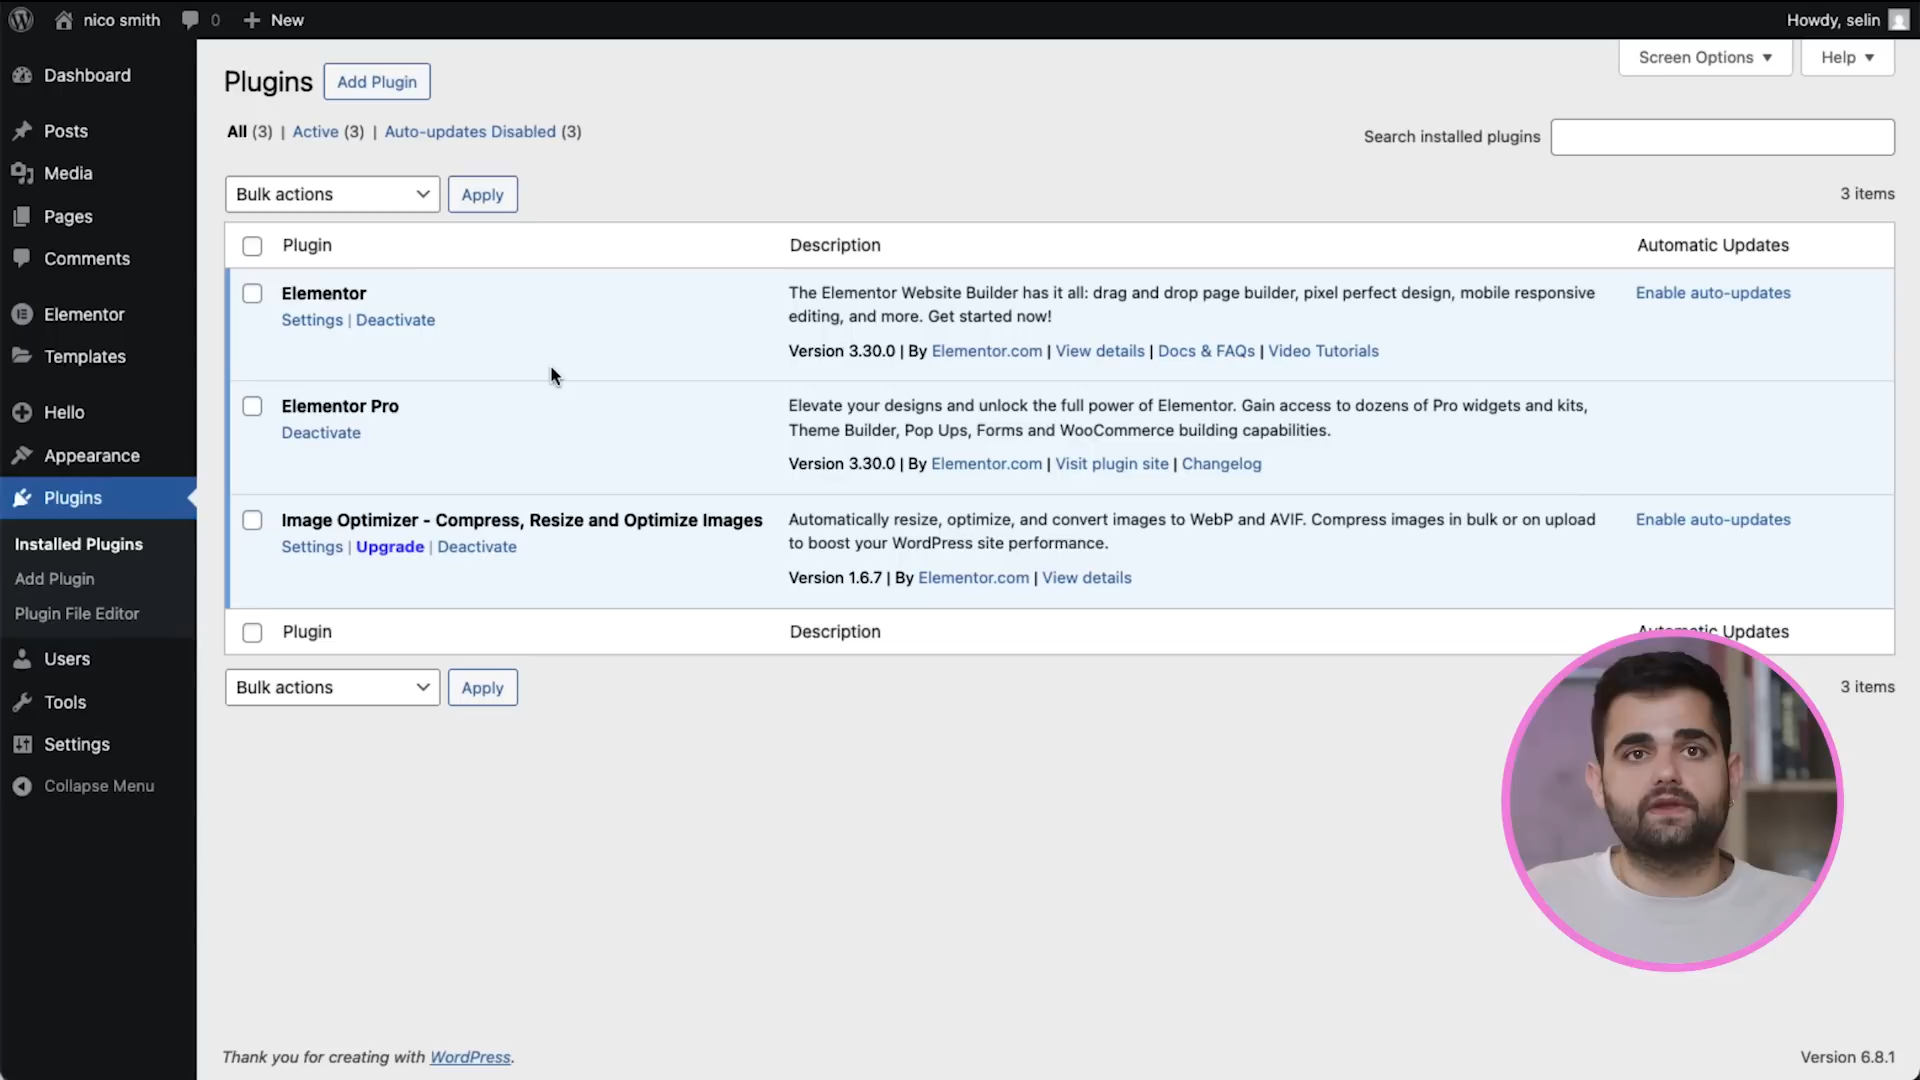 nico smith
0
New
Howdy, selin
Dashboard
Posts
Media
Pages
Comments
Elementor
Templates
Hello
Appearance
Plugins
Installed Plugins
Add Plugin
Plugin File Editor
Users
Tools
Settings
Collapse Menu
Screen Options ▼
Help ▼
Plugins
Add Plugin
All (3) | Active (3) | Auto-updates Disabled (3)
Search installed plugins
Bulk actions
Apply
3 items
Plugin
Description
Automatic Updates
Elementor
Settings | Deactivate
The Elementor Website Builder has it all: drag and drop page builder, pixel perfect design, mobile responsive
editing, and more. Get started now!
Version 3.30.0 | By Elementor.com | View details | Docs & FAQs | Video Tutorials
Enable auto-updates
Elementor Pro
Deactivate
Elevate your designs and unlock the full power of Elementor. Gain access to dozens of Pro widgets and kits,
Theme Builder, Pop Ups, Forms and WooCommerce building capabilities.
Version 3.30.0 | By Elementor.com | Visit plugin site | Changelog
Image Optimizer - Compress, Resize and Optimize Images
Settings | Upgrade | Deactivate
Automatically resize, optimize, and convert images to WebP and AVIF. Compress images in bulk or on upload
to boost your WordPress site performance.
Version 1.6.7 | By Elementor.com | View details
Enable auto-updates
Plugin
Description
Automatic Updates
Bulk actions
Apply
3 items
Thank you for creating with WordPress.
Version 6.8.1